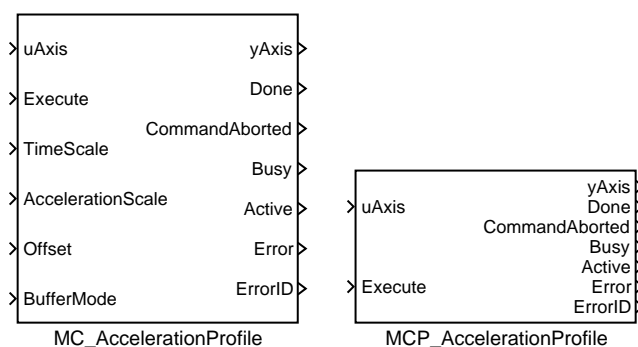 uAxis
Execute
TimeScale
AccelerationScale
Offset
BufferMode
yAxis
Done
CommandAborted
Busy
Active
Error
ErrorID
MC_AccelerationProfile
uAxis
Execute
yAxis
Done
CommandAborted
Busy
Active
Error
ErrorID
MCP_AccelerationProfile